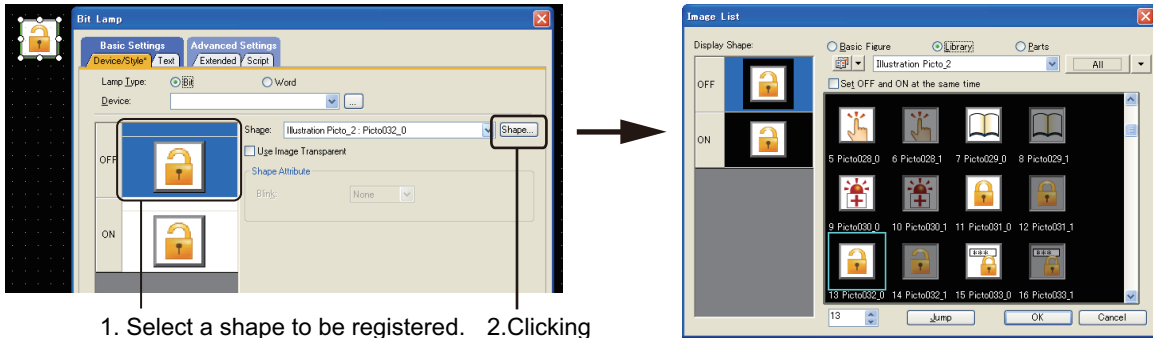 Bit Lamp
Basic Settings
Advanced Settings
Device/Style*
Text
Extended
Script
Lamp Type:
Bit
Word
Device:
...
OFF
ON
Shape:
Illustration Picto_2 : Picto032_0
Shape...
Use Image Transparent
Shape Attribute
Blink:
None
1. Select a shape to be registered.
2.Clicking
Image List
Display Shape:
OFF
ON
Basic Figure
Library
Parts
Illustration Picto_2
All
Set OFF and ON at the same time
5 Picto028_0
6 Picto028_1
7 Picto029_0
8 Picto029_1
9 Picto030_0
10 Picto030_1
11 Picto031_0
12 Picto031_1
***
***
13 Picto032_0
14 Picto032_1
15 Picto033_0
16 Picto033_1
13
Jump
OK
Cancel